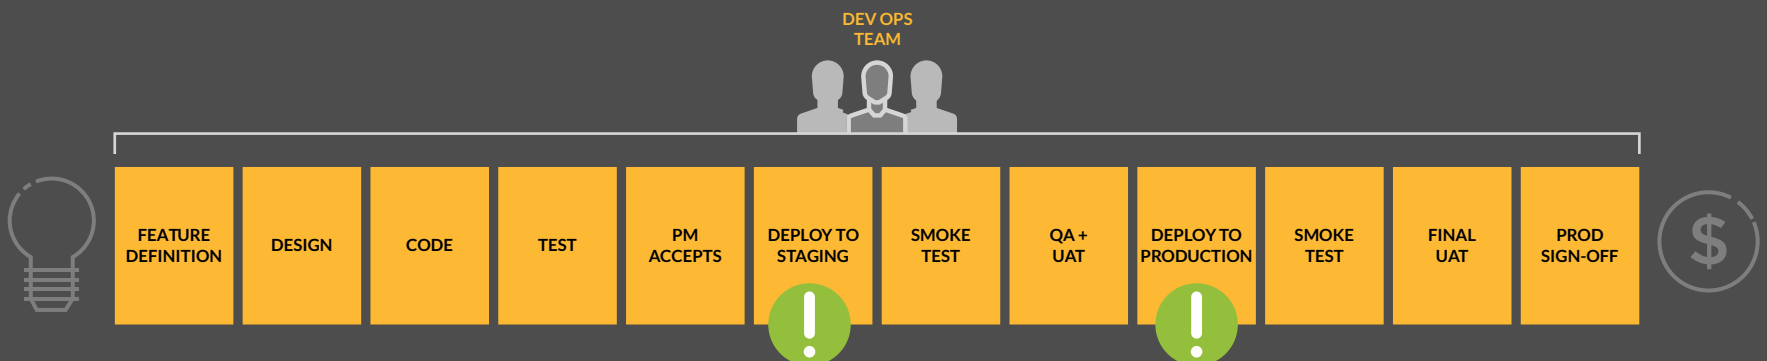 DEV OPS
TEAM
FEATURE
DEFINITION
DESIGN
CODE
TEST
PM
ACCEPTS
DEPLOY TO
STAGING
SMOKE
TEST
QA +
UAT
DEPLOY TO
PRODUCTION
SMOKE
TEST
FINAL
UAT
PROD
SIGN-OFF
!
!
$